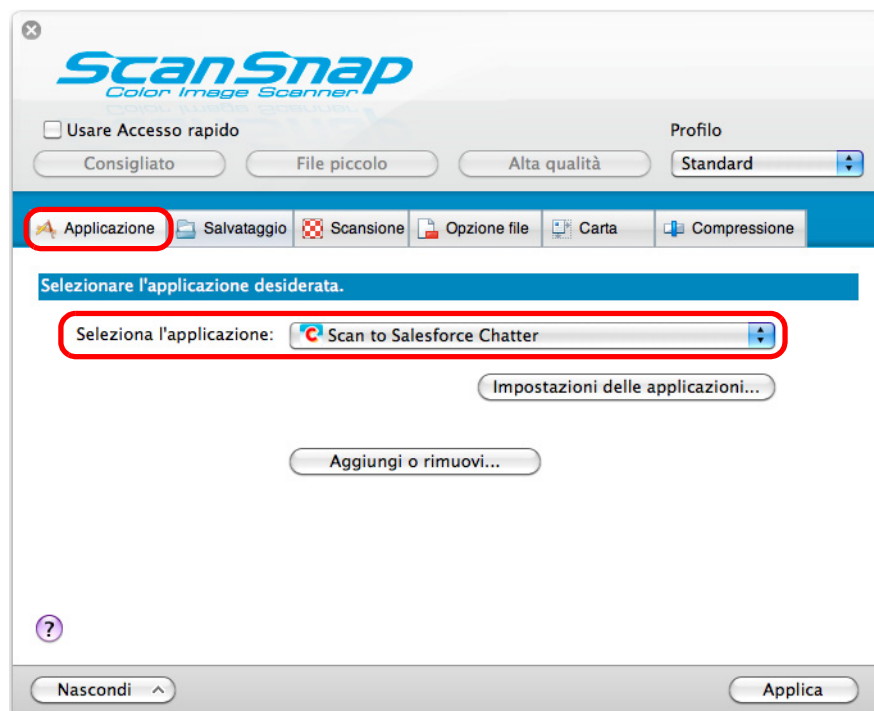 ScanSnap
Color Image Scanner
Usare Accesso rapido
Profilo
Consigliato File piccolo Alta qualità Standard
Applicazione Salvataggio Scansione Opzione file Carta Compressione
Selezionare l'applicazione desiderata.
Seleziona l'applicazione: Scan to Salesforce Chatter
Impostazioni delle applicazioni...
Aggiungi o rimuovi...
?
Nascondi Applica